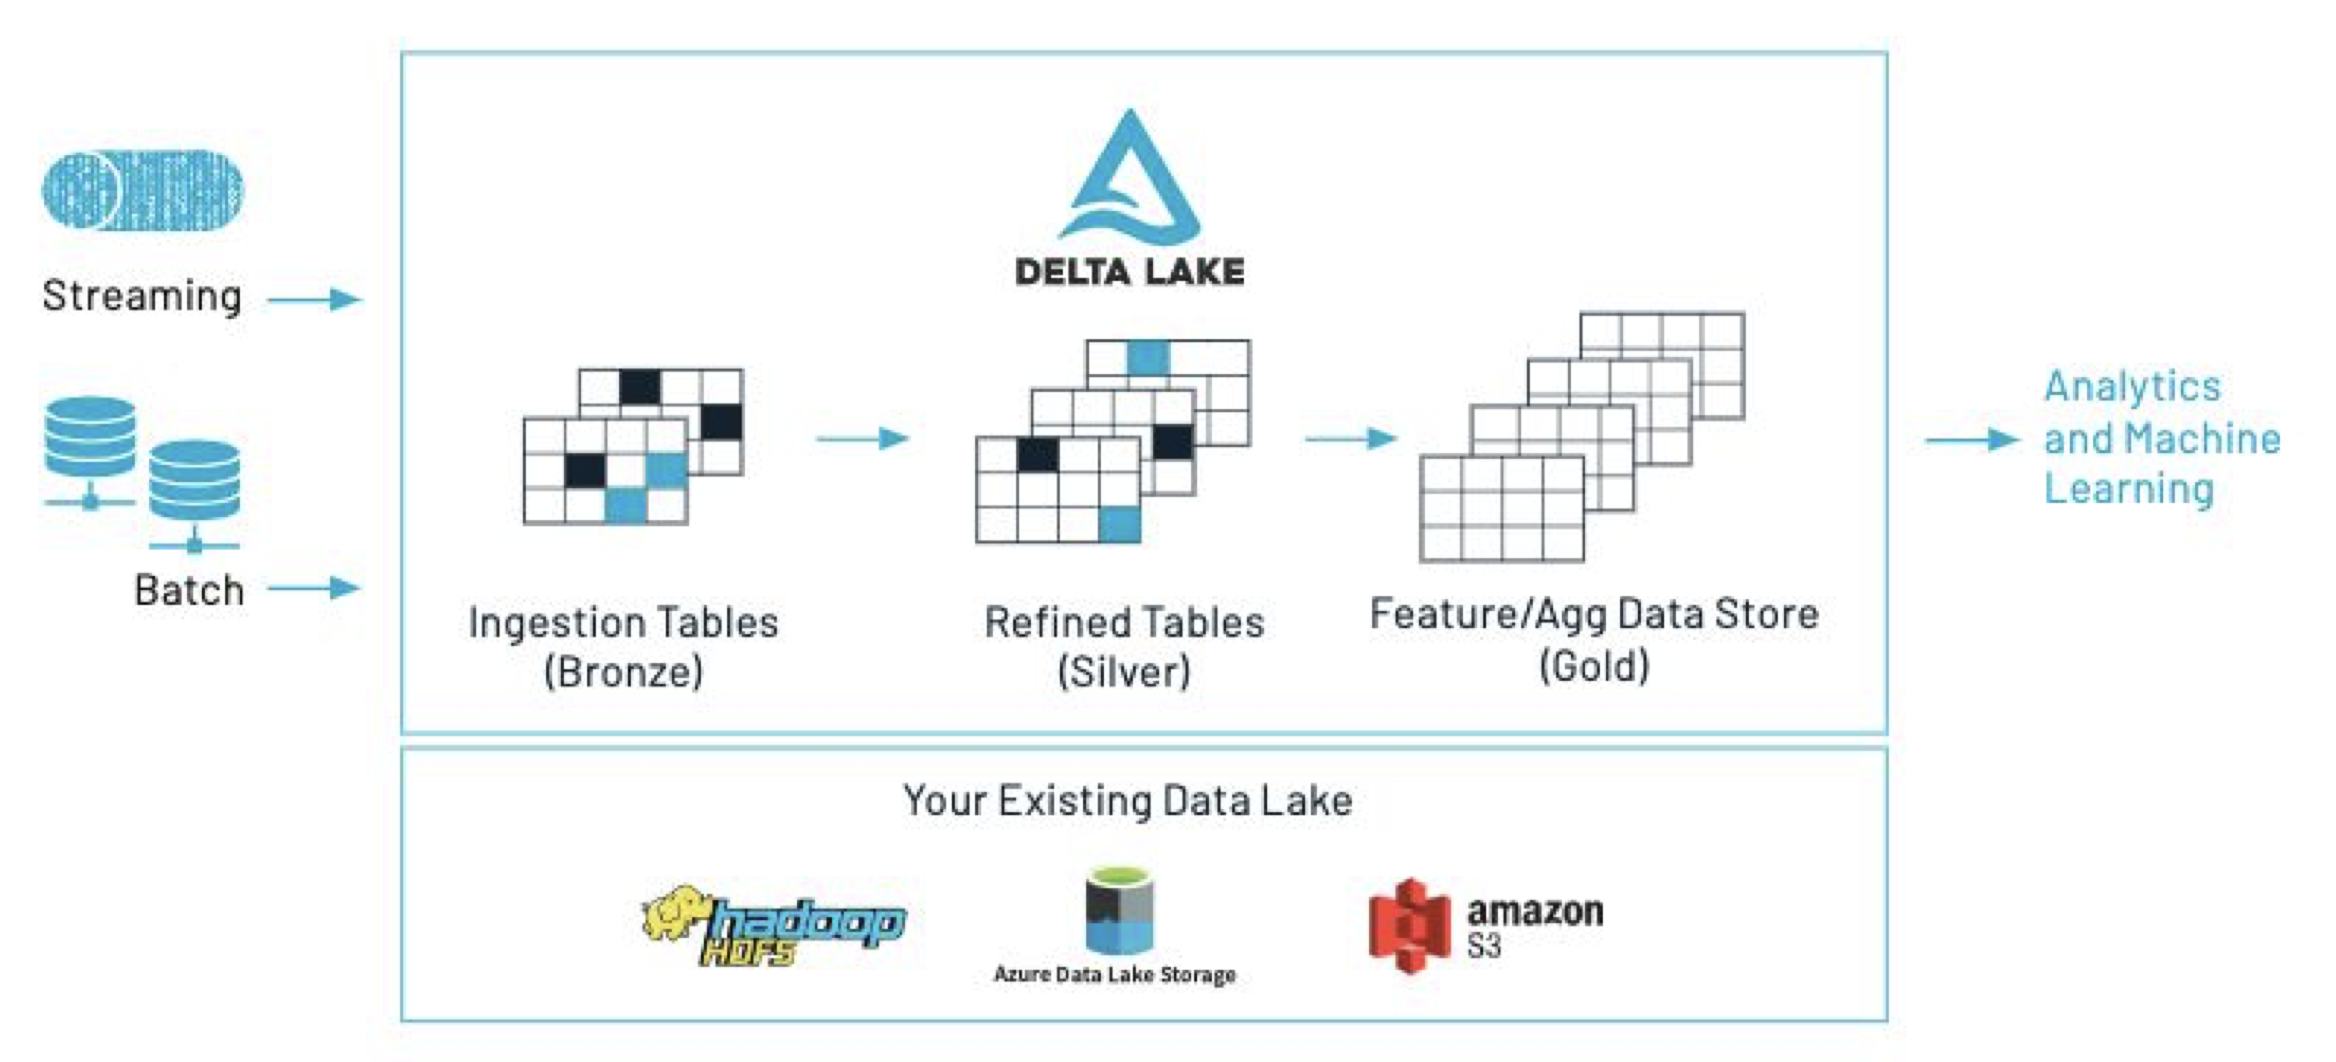 DELTA LAKE
Streaming
Batch
Ingestion Tables
(Bronze)
Refined Tables
(Silver)
Feature/Agg Data Store
(Gold)
Analytics
and Machine
Learning
Your Existing Data Lake
hadoop
HDFS
Azure Data Lake Storage
amazon
S3